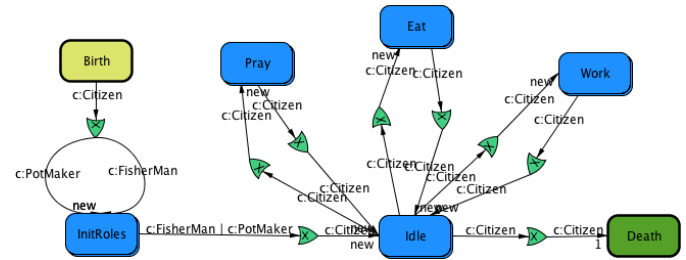 Eat
Birth
Pray
new
c:Citizen
c:Citizen
Work
new
c:Citizen
new
c:Citizen
c:Citizen
c:Citizen
c:Citizen
c:Citizen
c:Citizen
c:PotMaker
c:FisherMan
c:Citizen
c:Citizen
c:Citizen
new
new
new
InitRoles
c:FisherMan | c:PotMaker
X
c:Citizen
new
new
Idle
c:Citizen
X
c:Citizen
1
Death